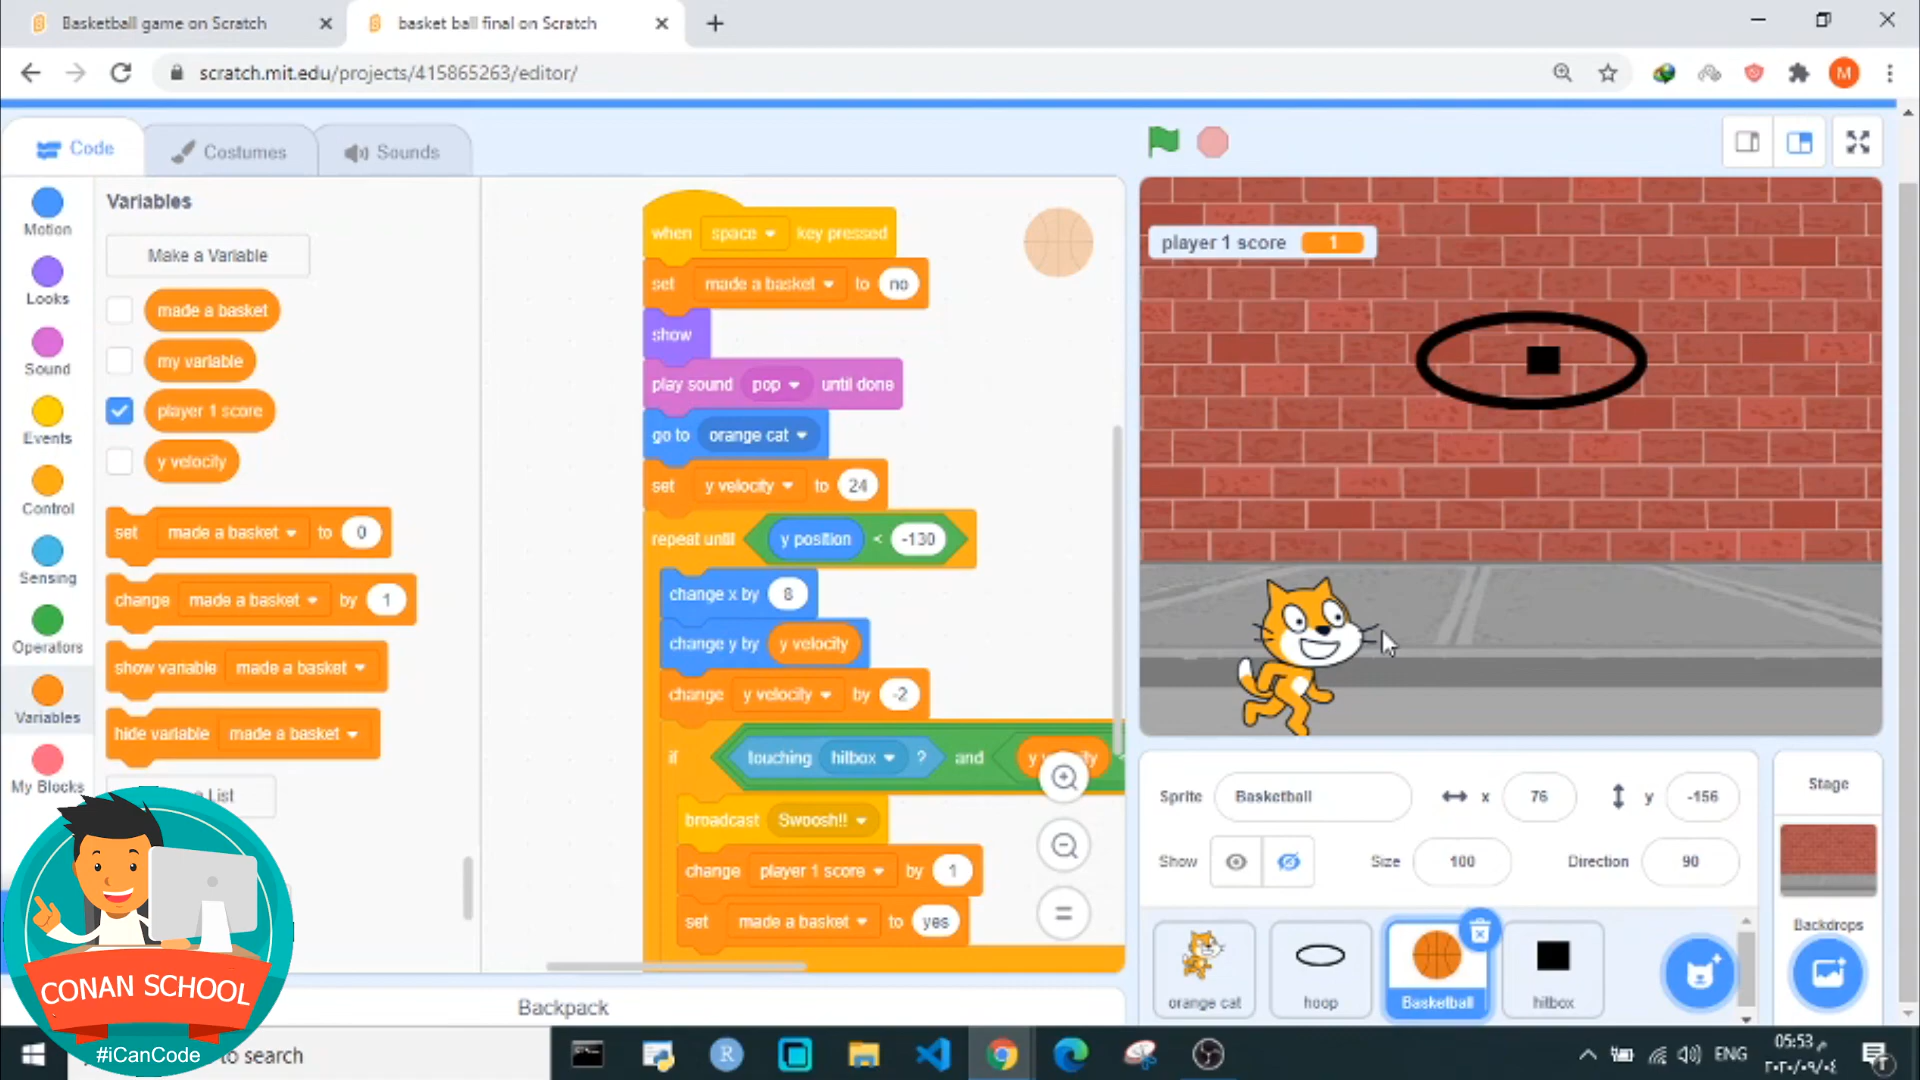 Basketball game on Scratch
basket ball final on Scratch
scratch.mit.edu/projects/415865263/editor/
M
Code
Costumes
Sounds
Motion
Looks
Sound
Events
Control
Sensing
Operators
Variables
My Blocks
Variables
Make a Variable
made a basket
my variable
player 1 score
y velocity
set made a basket to 0
change made a basket by 1
show variable made a basket
hide variable made a basket
List
when space key pressed
set made a basket to no
show
play sound pop until done
go to orange cat
set y velocity to 24
repeat until y position < -130
change x by 8
change y by y velocity
change y velocity by -2
if touching hitbox ? and
broadcast Swoosh!!
change player 1 score by 1
set made a basket to yes
Backpack
player 1 score 1
Sprite Basketball x 76 y -156
Show Size 100 Direction 90
orange cat
hoop
Basketball
hitbox
Stage
Backdrops
CONAN SCHOOL
#iCanCode
to search
R
ENG
05:53 م
٢٠٢٠/٠٩/٠٤